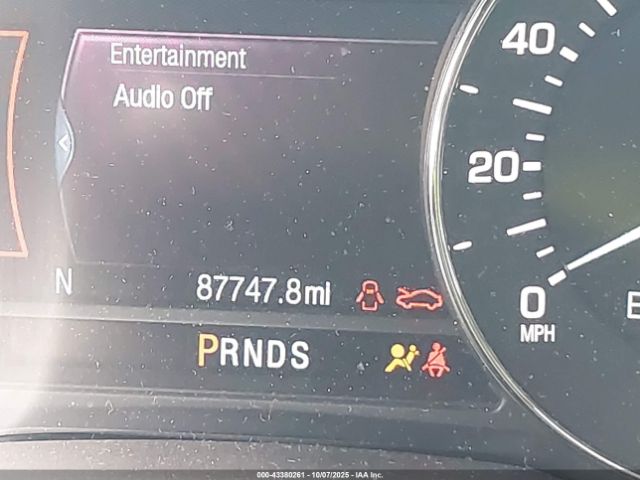 Entertainment
Audio Off
40
20
0
MPH
N
87747.8mi
PRNDS
E
000-43380261 - 10/07/2025 - IAA Inc.